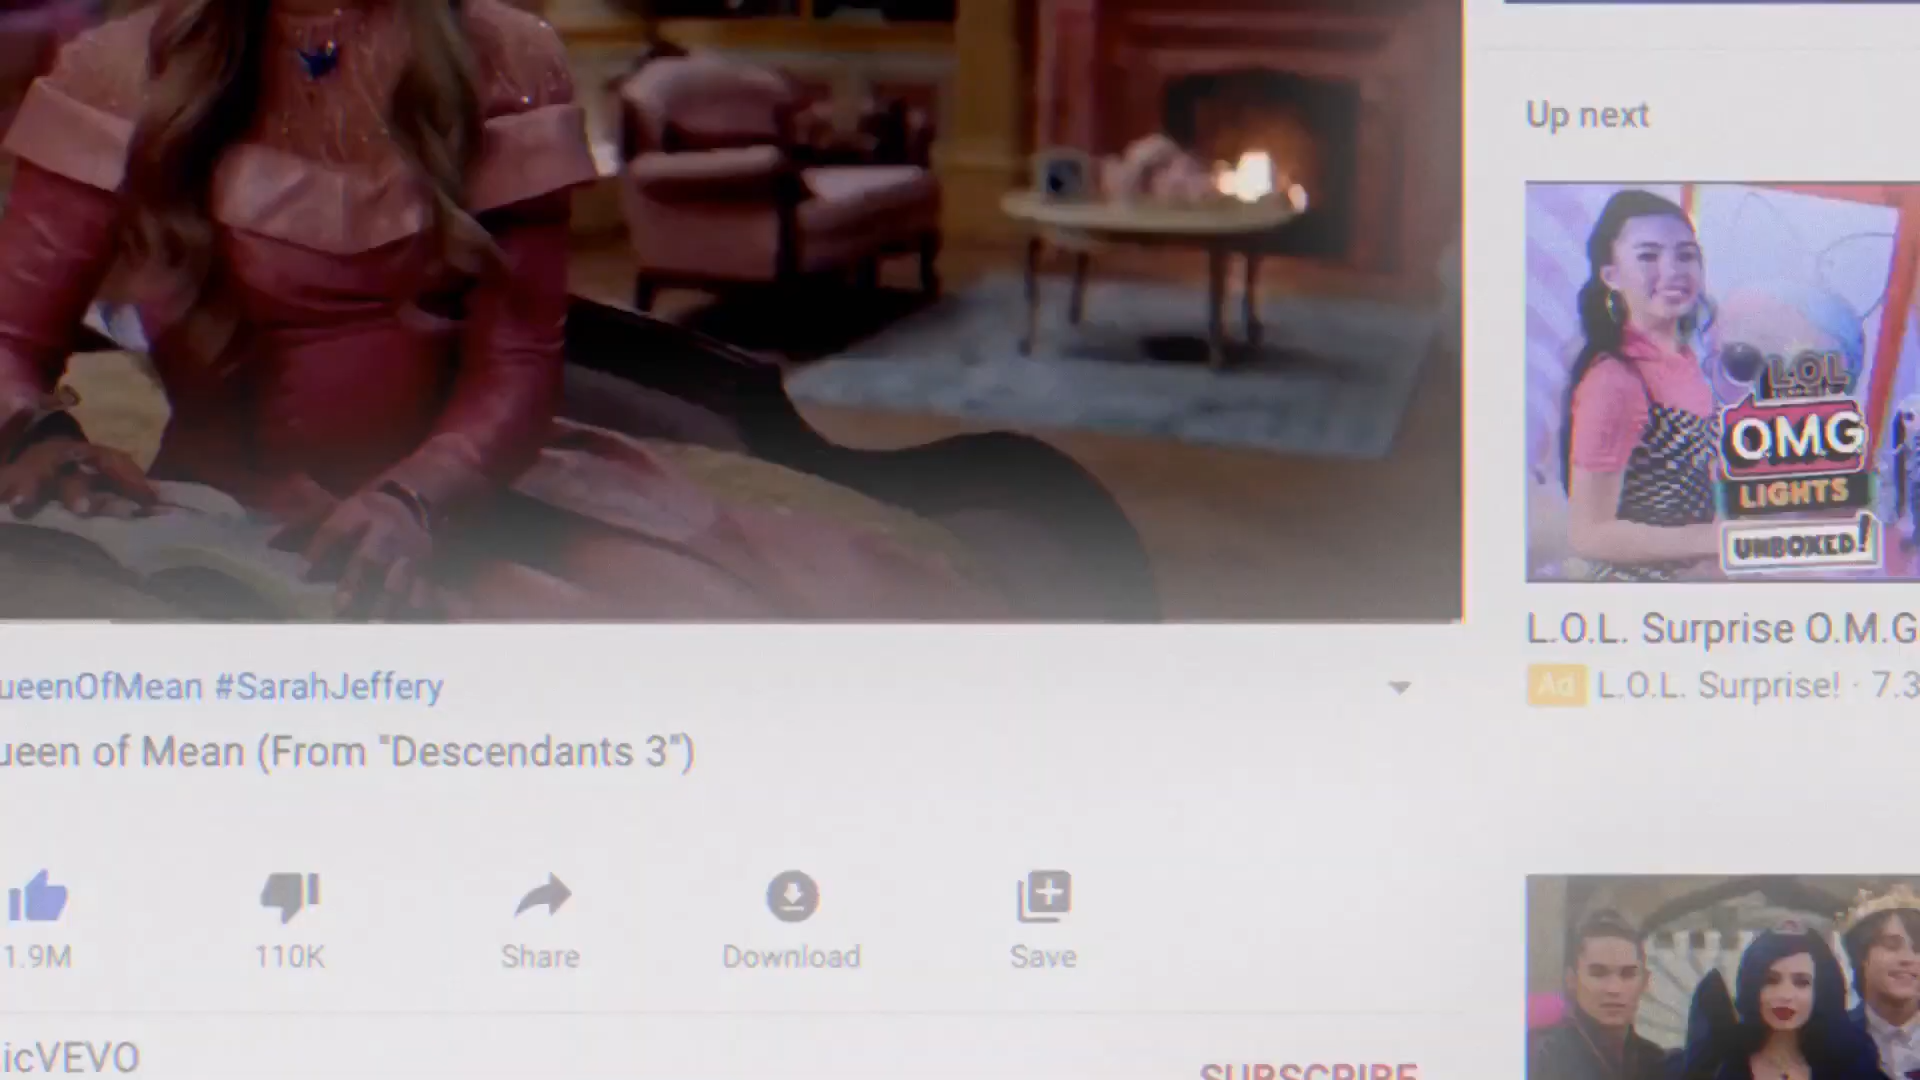 Up next
LOL
O.M.G
LIGHTS
UNBOXED!
L.O.L. Surprise O.M.G
Ad L.O.L. Surprise! · 7.3
ueenOfMean #SarahJeffery
ueen of Mean (From "Descendants 3")
1.9M 110K Share Download Save
icVEVO
SUBSCRIBE